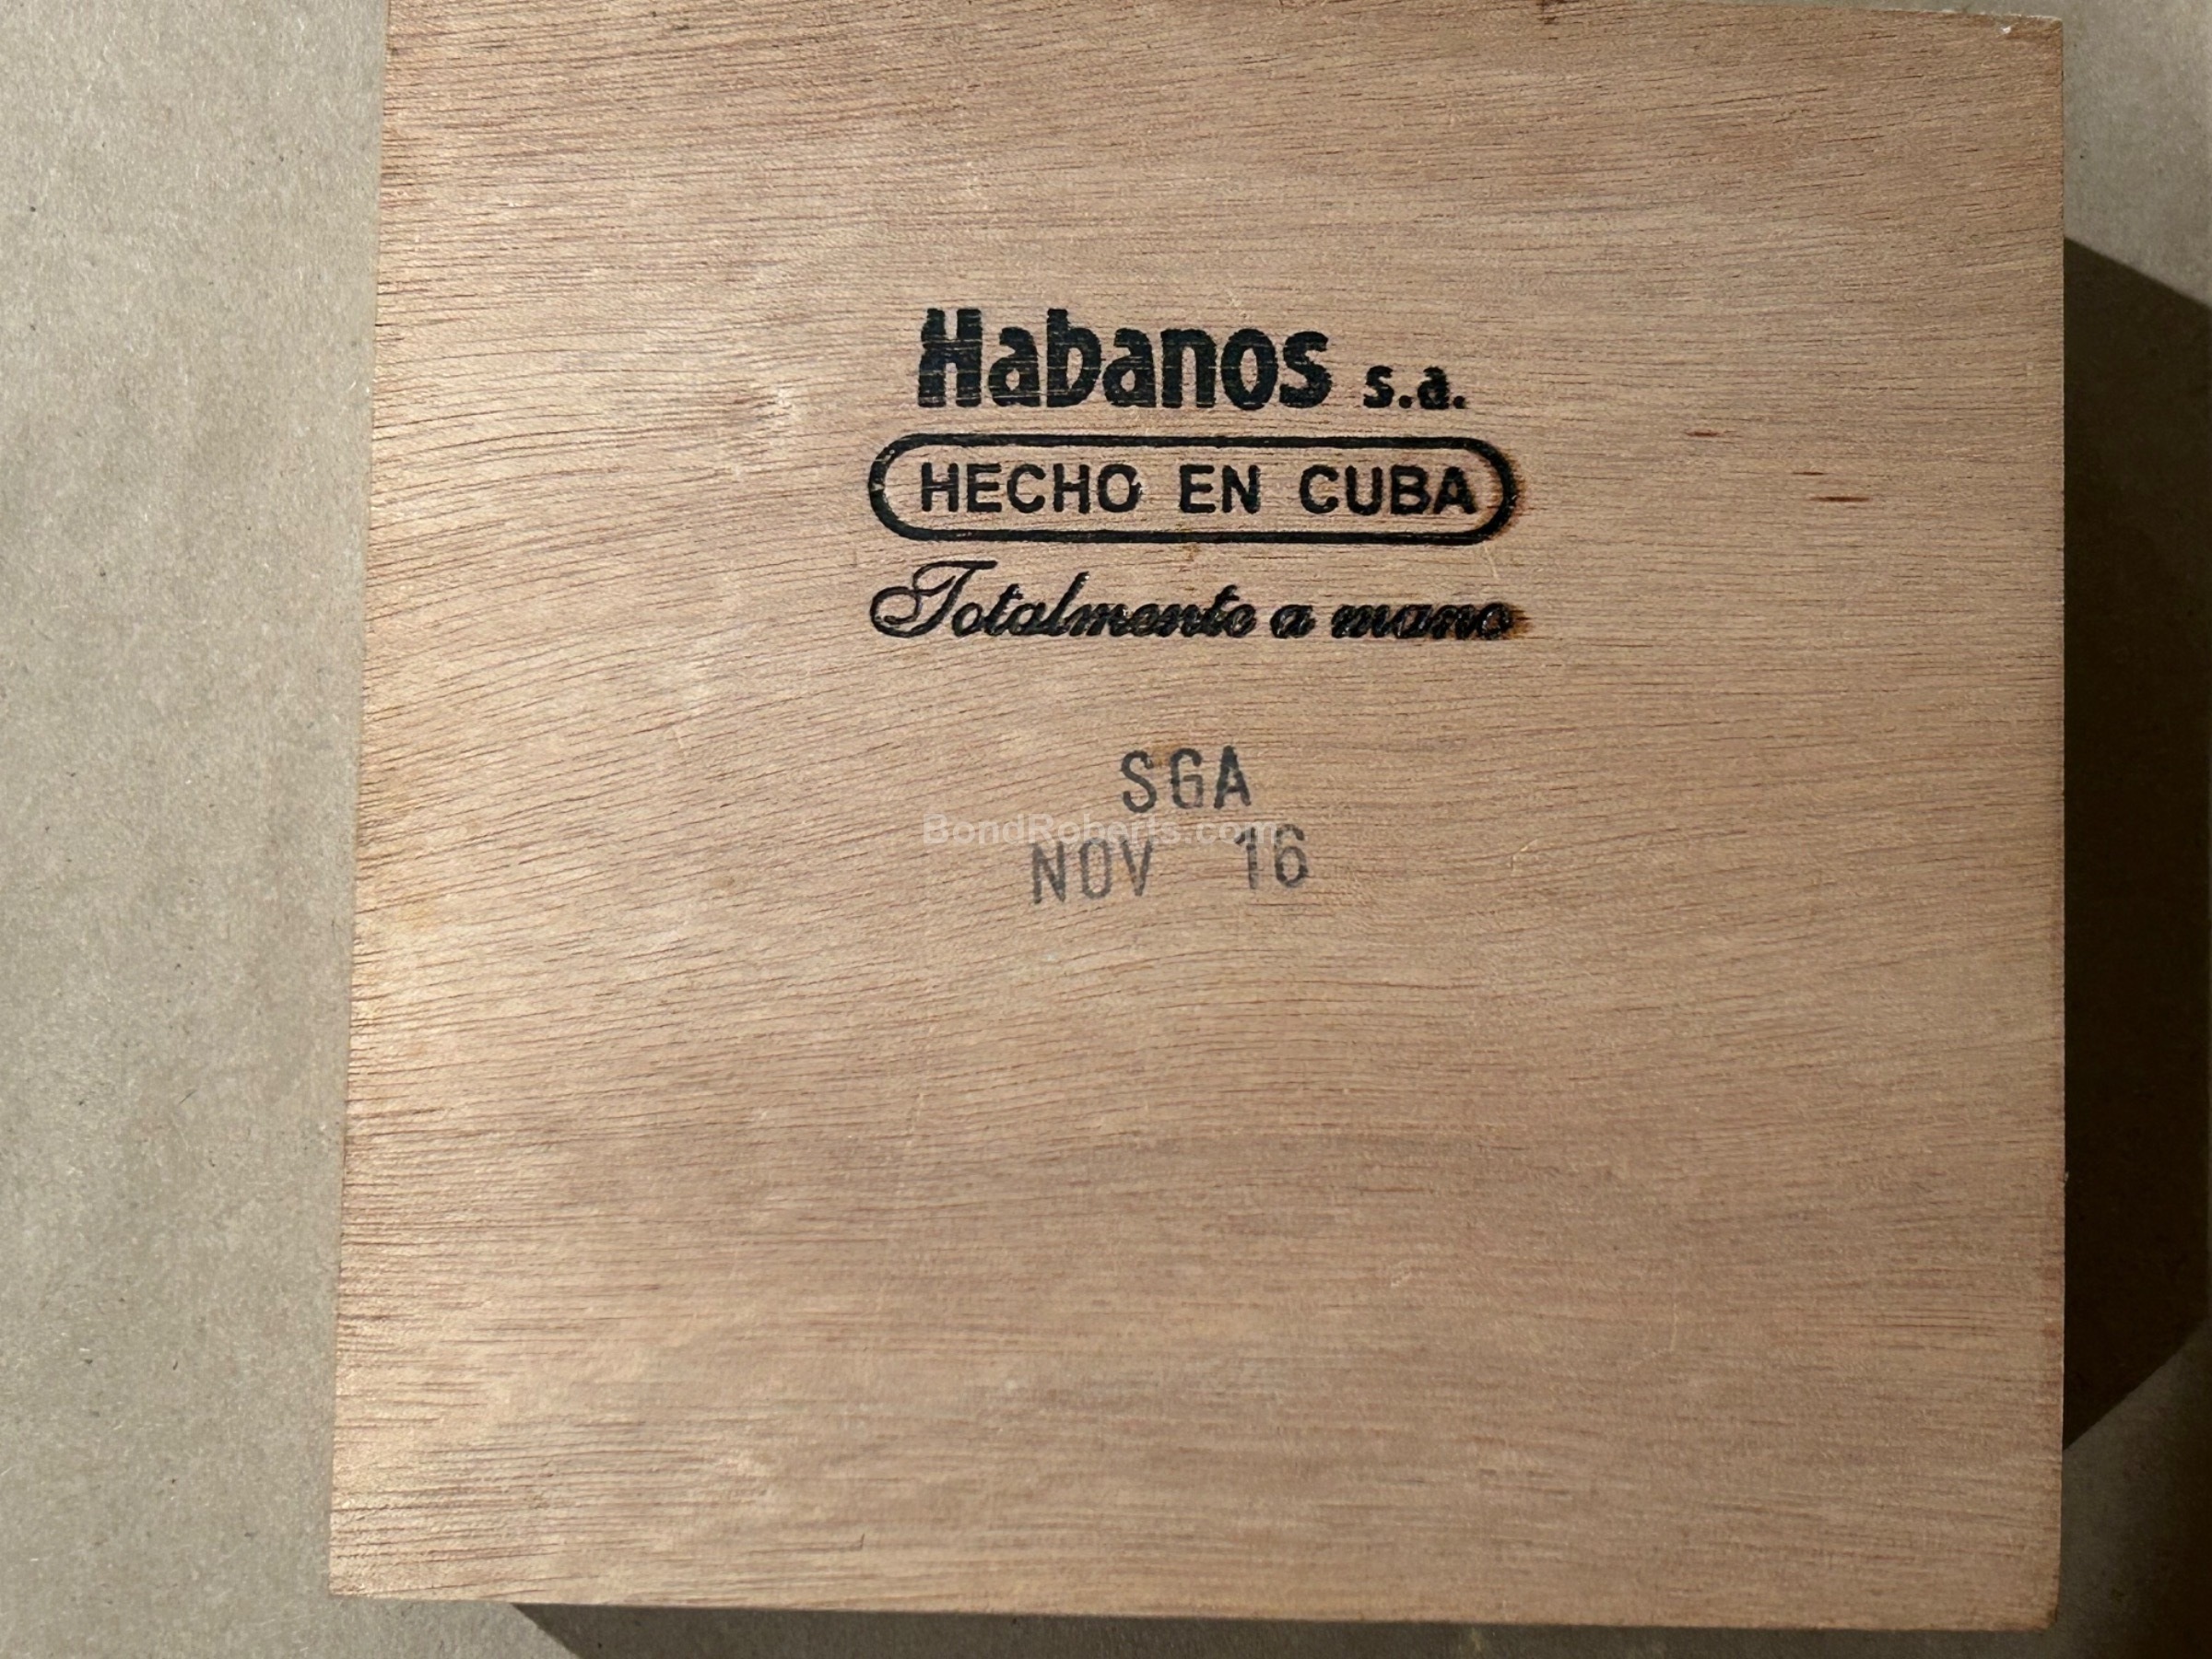 Habanos s.a.
HECHO EN CUBA
Totalmente a mano
SGA
BondRoberts.com
NOV 16